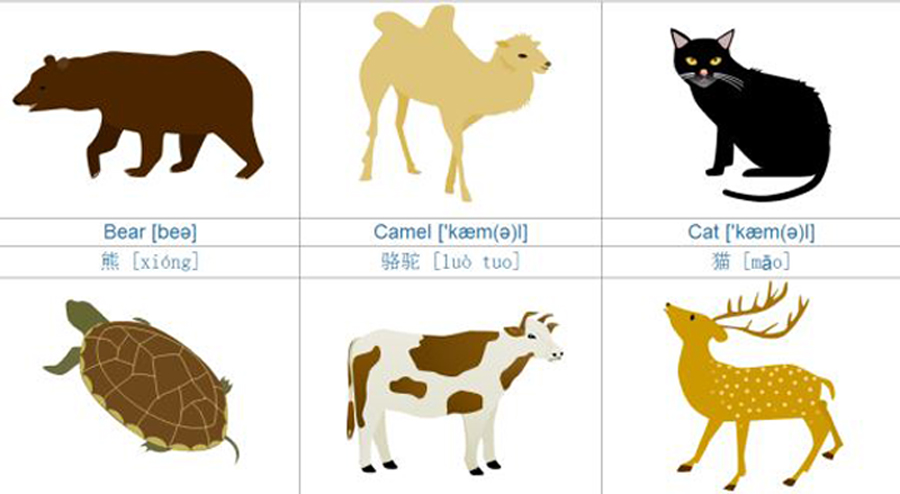 Bear [beə]
Camel ['kæm(ə)l]
Cat ['kæm(ə)l]
熊 [xióng]
骆驼 [luò tuo]
猫 [māo]